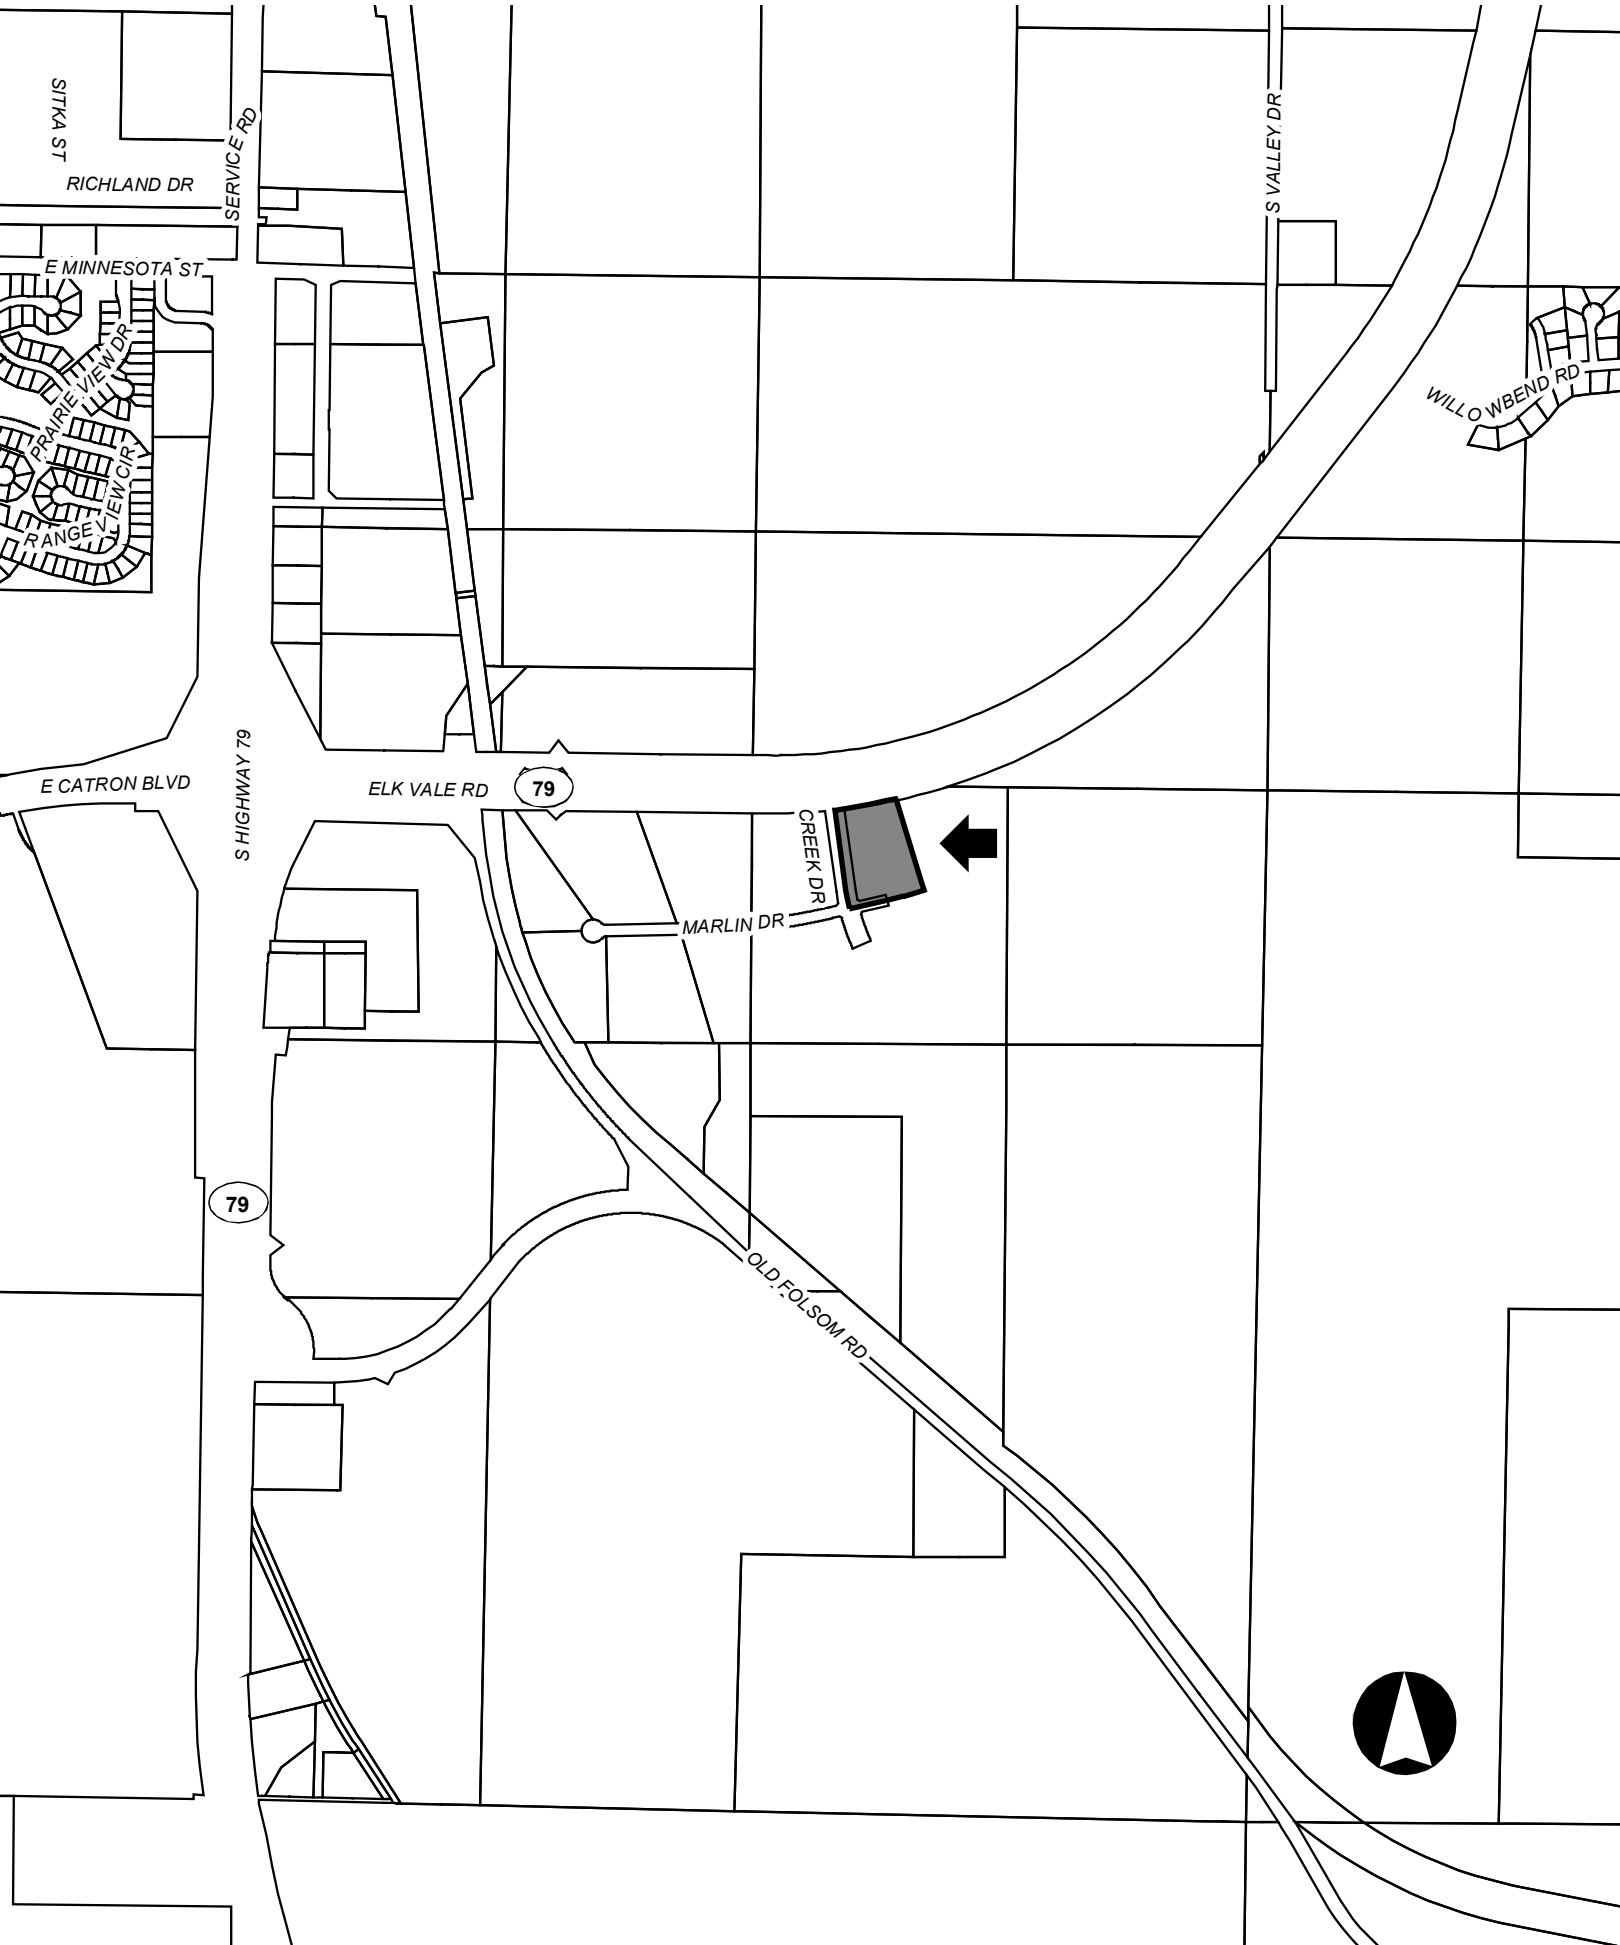 SITKA ST
SERVICE RD
S VALLEY DR
RICHLAND DR
E MINNESOTA ST
PRAIRIE VIEW DR
WILLOWBEND RD
RANGE VIEW CIR
E CATRON BLVD
S HIGHWAY 79
ELK VALE RD
79
CREEK DR
MARLIN DR
79
OLD FOLSOM RD